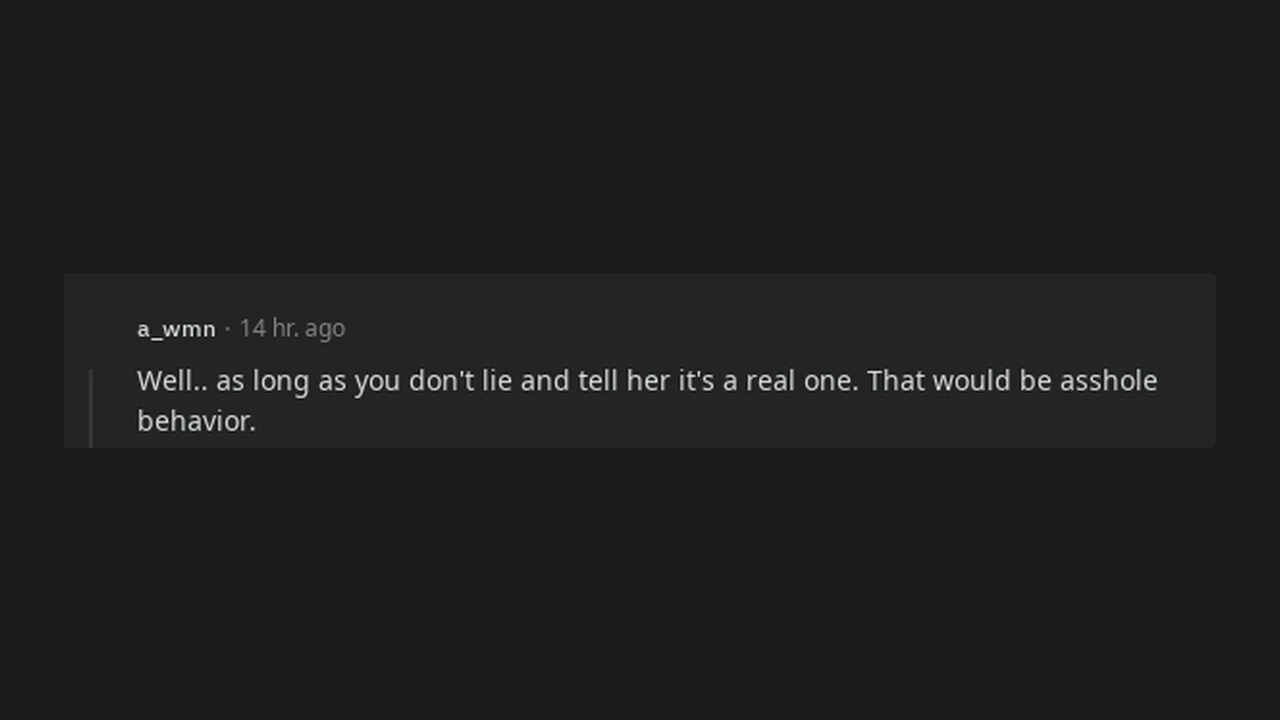 a_wmn · 14 hr. ago
Well.. as long as you don't lie and tell her it's a real one. That would be asshole
behavior.